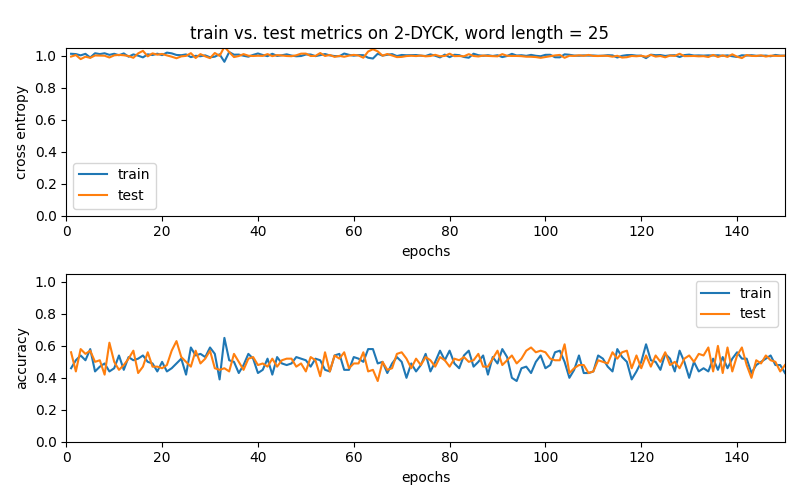 train vs. test metrics on 2-DYCK, word length = 25
cross entropy
1.0
0.8
0.6
0.4
0.2
0.0
train
test
0 20 40 60 80 100 120 140
epochs
accuracy
1.0
0.8
0.6
0.4
0.2
0.0
train
test
0 20 40 60 80 100 120 140
epochs